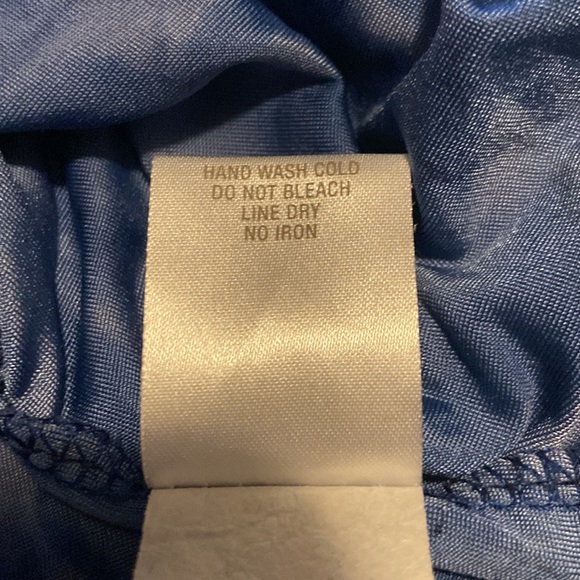 HAND WASH COLD
DO NOT BLEACH
LINE DRY
NO IRON